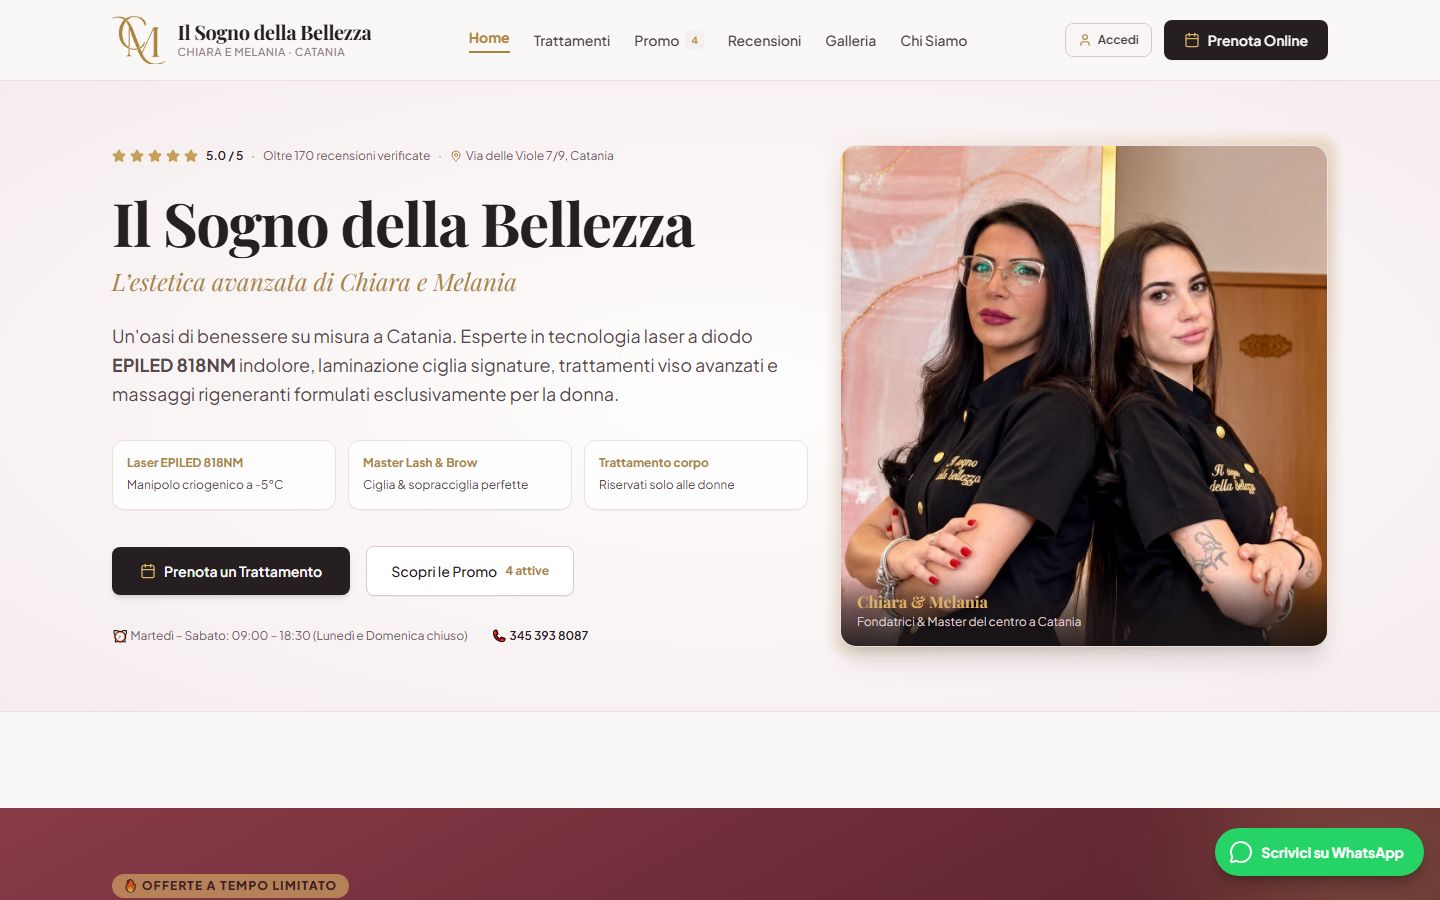 Il Sogno della Bellezza
CHIARA E MELANIA · CATANIA
Home
Trattamenti
Promo 4
Recensioni
Galleria
Chi Siamo
Accedi
Prenota Online
5.0 / 5 · Oltre 170 recensioni verificate · Via delle Viole 7/9, Catania
Il Sogno della Bellezza
L’estetica avanzata di Chiara e Melania
Un’oasi di benessere su misura a Catania. Esperte in tecnologia laser a diodo
EPILED 818NM indolore, laminazione ciglia signature, trattamenti viso avanzati e
massaggi rigeneranti formulati esclusivamente per la donna.
Laser EPILED 818NM
Manipolo criogenico a -5°C
Master Lash & Brow
Ciglia & sopracciglia perfette
Trattamento corpo
Riservati solo alle donne
Prenota un Trattamento
Scopri le Promo 4 attive
Martedì – Sabato: 09:00 – 18:30 (Lunedì e Domenica chiuso)
345 393 8087
Il sogno
della bellezza
Il sogno
della bellezza
Chiara & Melania
Fondatrici & Master del centro a Catania
OFFERTE A TEMPO LIMITATO
Scrivici su WhatsApp